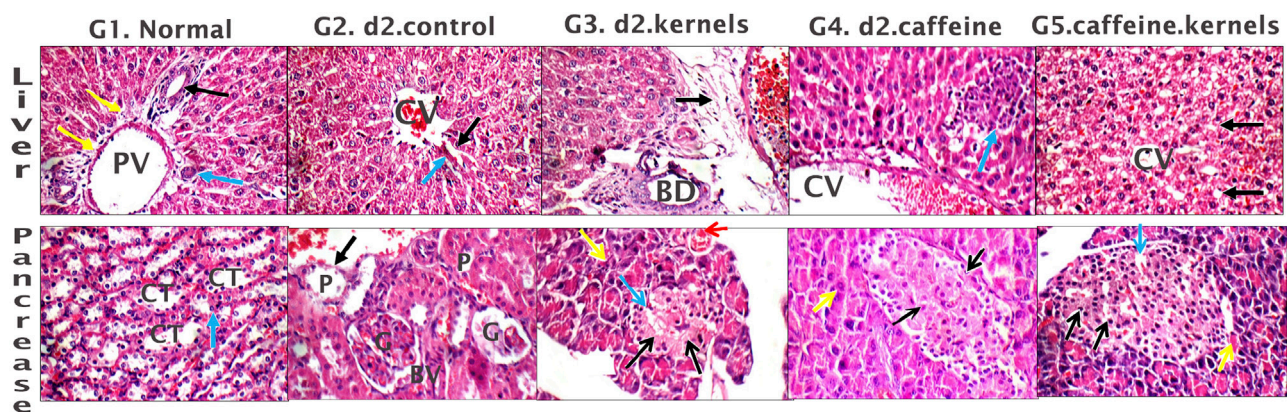 G1. Normal
G2. d2.control
G3. d2.kernels
G4. d2.caffeine
G5.caffeine.kernels
Liver
PV
CV
BD
CV
CV
Pancrease
CT
CT
CT
P
P
G
G
BV